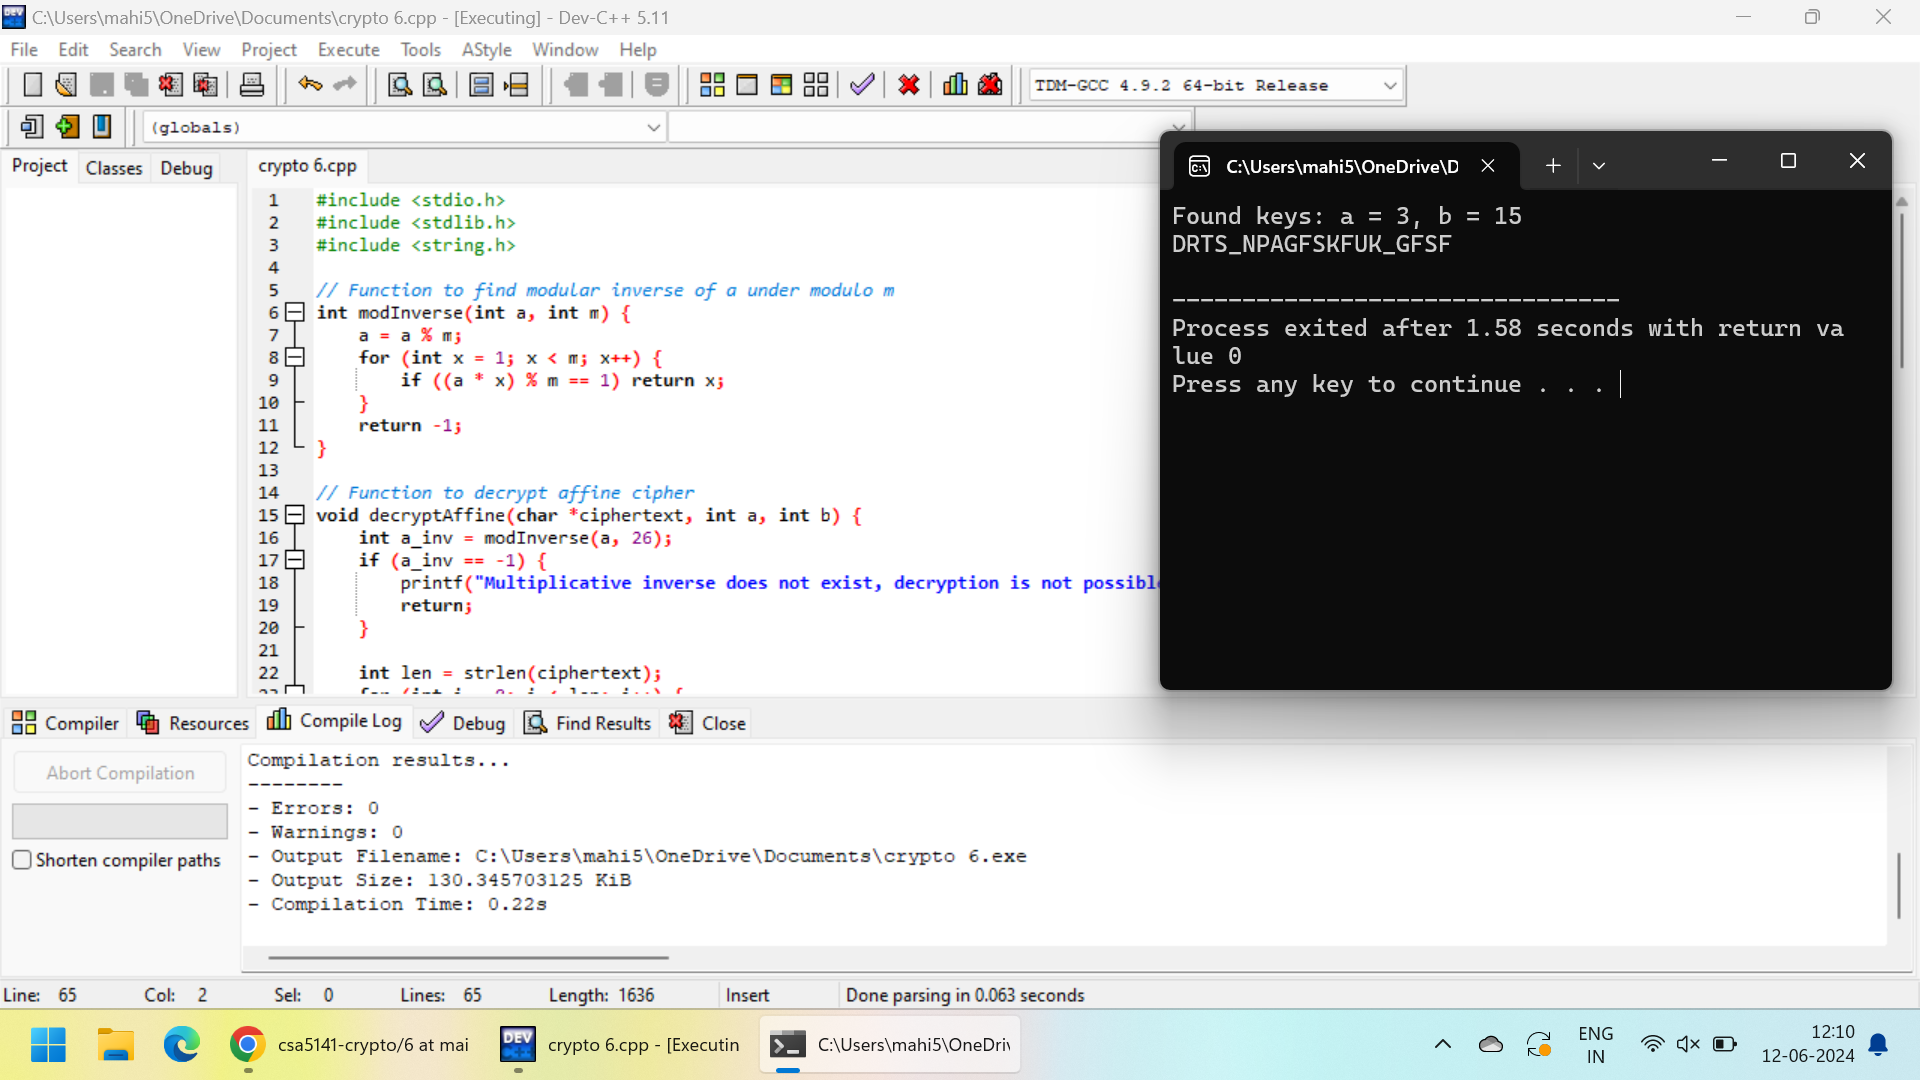 C:\Users\mahi5\OneDrive\Documents\crypto 6.cpp - [Executing] - Dev-C++ 5.11
File Edit Search View Project Execute Tools AStyle Window Help
TDM-GCC 4.9.2 64-bit Release
(globals)
Project Classes Debug
crypto 6.cpp
1 #include <stdio.h>
2 #include <stdlib.h>
3 #include <string.h>
4
5 // Function to find modular inverse of a under modulo m
6 int modInverse(int a, int m) {
7 a = a % m;
8 for (int x = 1; x < m; x++) {
9 if ((a * x) % m == 1) return x;
10 }
11 return -1;
12 }
13
14 // Function to decrypt affine cipher
15 void decryptAffine(char *ciphertext, int a, int b) {
16 int a_inv = modInverse(a, 26);
17 if (a_inv == -1) {
18 printf("Multiplicative inverse does not exist, decryption is not possibl
19 return;
20 }
21
22 int len = strlen(ciphertext);
C:\Users\mahi5\OneDrive\D
Found keys: a = 3, b = 15
DRTS_NPAGFSKFUK_GFSF
--------------------------------
Process exited after 1.58 seconds with return va
lue 0
Press any key to continue . . .
Compiler Resources Compile Log Debug Find Results Close
Abort Compilation
Shorten compiler paths
Compilation results...
--------
- Errors: 0
- Warnings: 0
- Output Filename: C:\Users\mahi5\OneDrive\Documents\crypto 6.exe
- Output Size: 130.345703125 KiB
- Compilation Time: 0.22s
Line: 65 Col: 2 Sel: 0 Lines: 65 Length: 1636 Insert Done parsing in 0.063 seconds
csa5141-crypto/6 at mai
DEV
crypto 6.cpp - [Executin
C:\Users\mahi5\OneDri
ENG
IN
12:10
12-06-2024